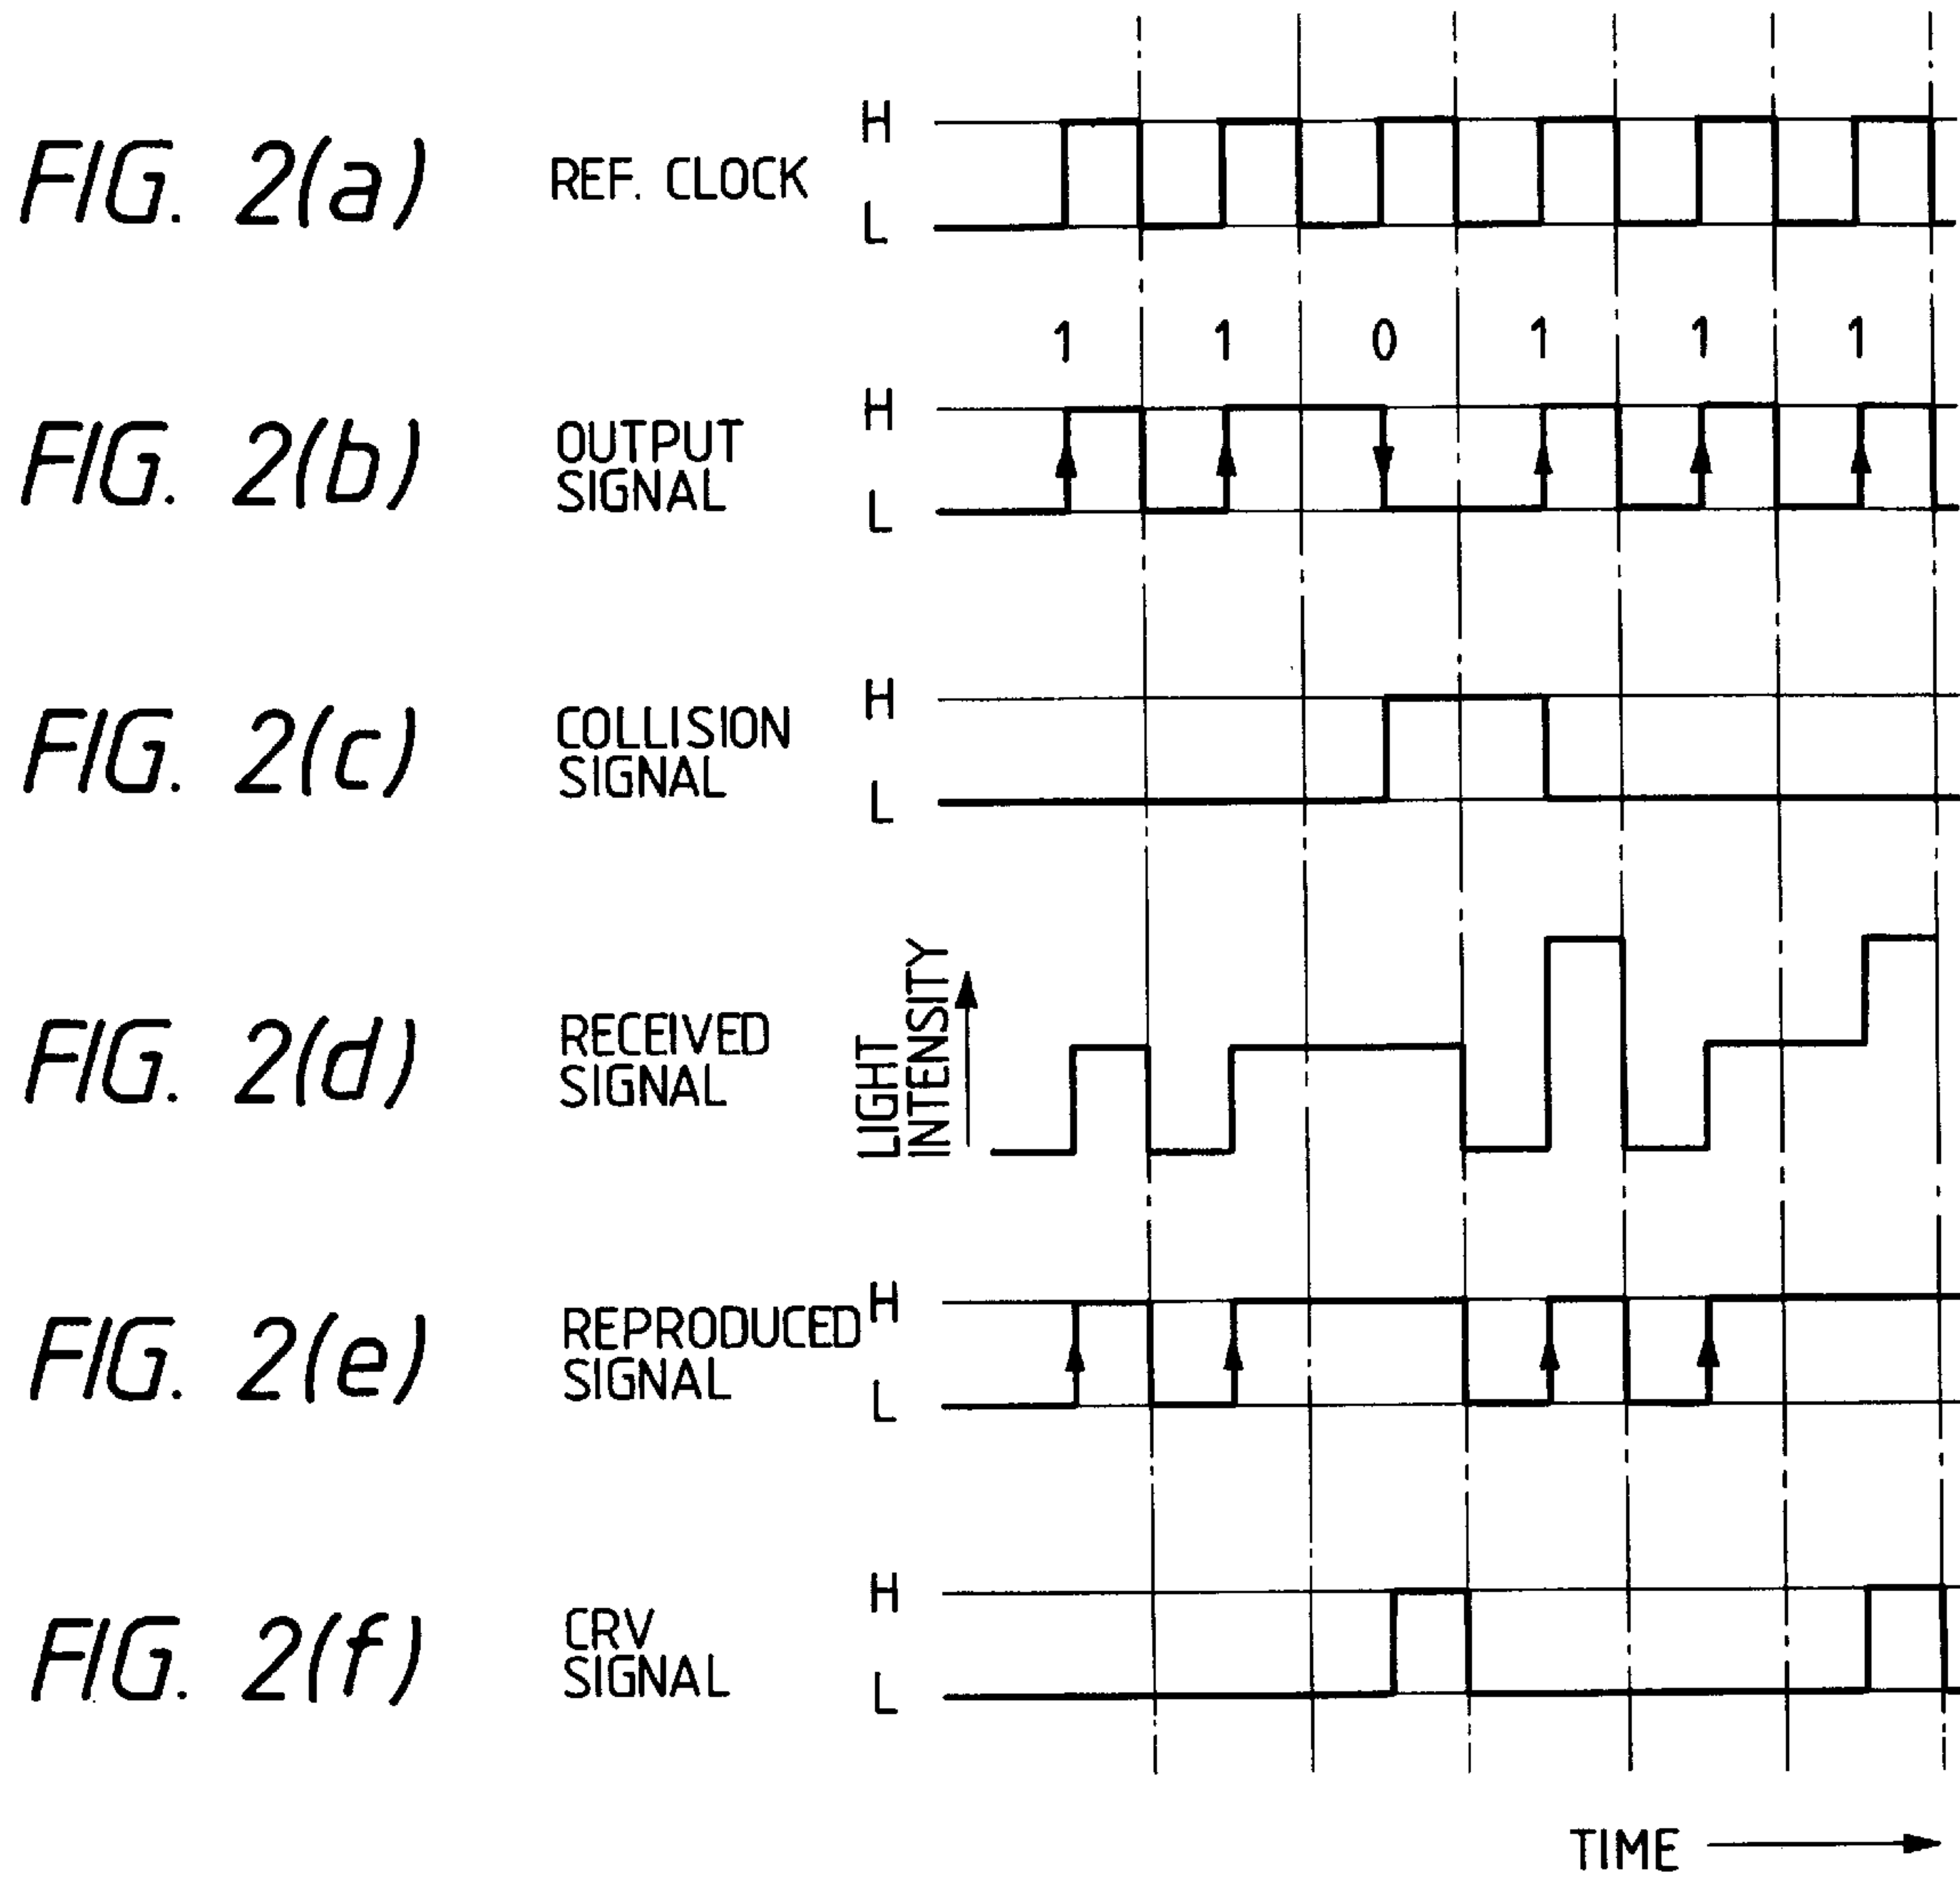 FIG. 2(a)
REF. CLOCK
H
L
1 1 0 1 1 1
FIG. 2(b)
OUTPUT
SIGNAL
H
L
FIG. 2(c)
COLLISION
SIGNAL
H
L
FIG. 2(d)
RECEIVED
SIGNAL
LIGHT
INTENSITY
FIG. 2(e)
REPRODUCED
SIGNAL
H
L
FIG. 2(f)
CRV
SIGNAL
H
L
TIME